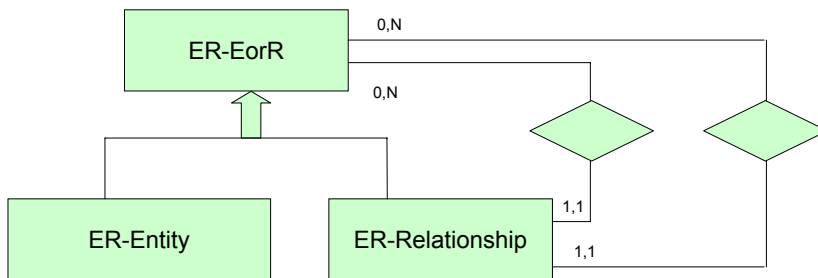 0,N
ER-EorR
0,N
ER-Entity
ER-Relationship
1,1
1,1